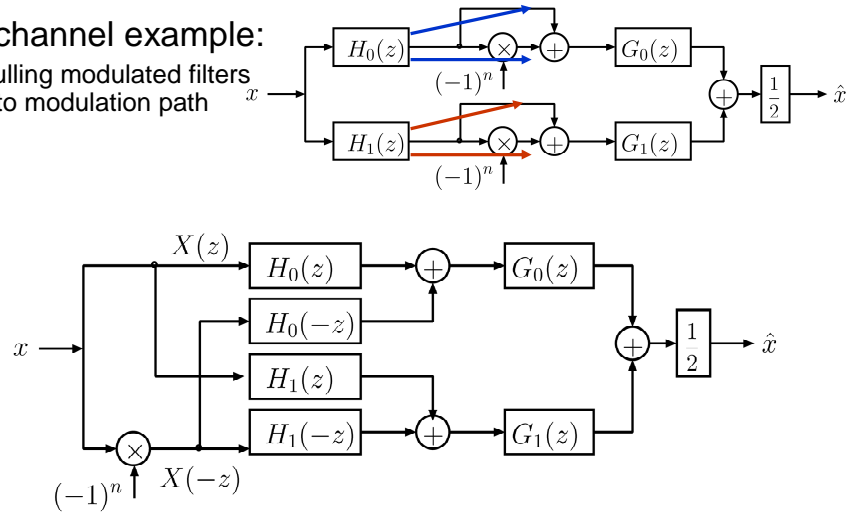 channel example:
ulling modulated filters
to modulation path
x
H_0(z)
×
+
(-1)^n
G_0(z)
H_1(z)
×
+
(-1)^n
G_1(z)
+
1/2
x̂
x
X(z)
H_0(z)
+
G_0(z)
H_0(-z)
H_1(z)
H_1(-z)
+
G_1(z)
+
1/2
x̂
×
(-1)^n
X(-z)